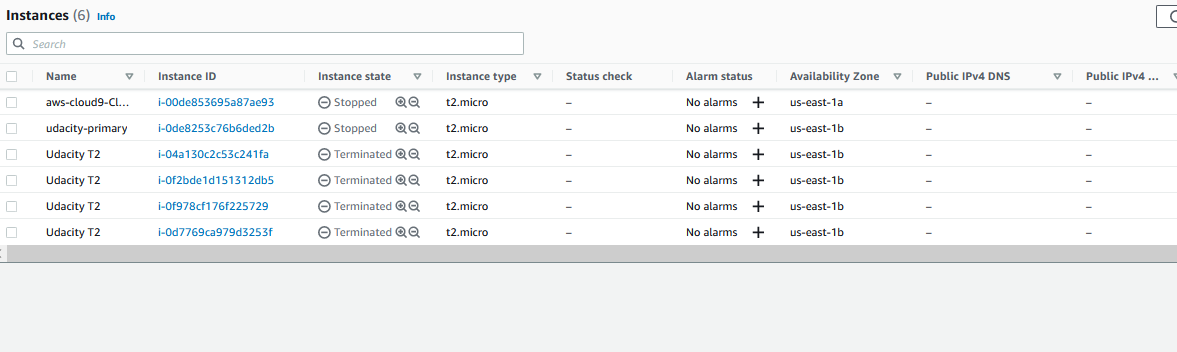 Instances (6) Info
Search
Name Instance ID Instance state Instance type Status check Alarm status Availability Zone Public IPv4 DNS Public IPv4 ...
aws-cloud9-Cl... i-00de853695a87ae93 Stopped t2.micro – No alarms + us-east-1a – –
udacity-primary i-0de8253c76b6ded2b Stopped t2.micro – No alarms + us-east-1b – –
Udacity T2 i-04a130c2c53c241fa Terminated t2.micro – No alarms + us-east-1b – –
Udacity T2 i-0f2bde1d151312db5 Terminated t2.micro – No alarms + us-east-1b – –
Udacity T2 i-0f978cf176f225729 Terminated t2.micro – No alarms + us-east-1b – –
Udacity T2 i-0d7769ca979d3253f Terminated t2.micro – No alarms + us-east-1b – –